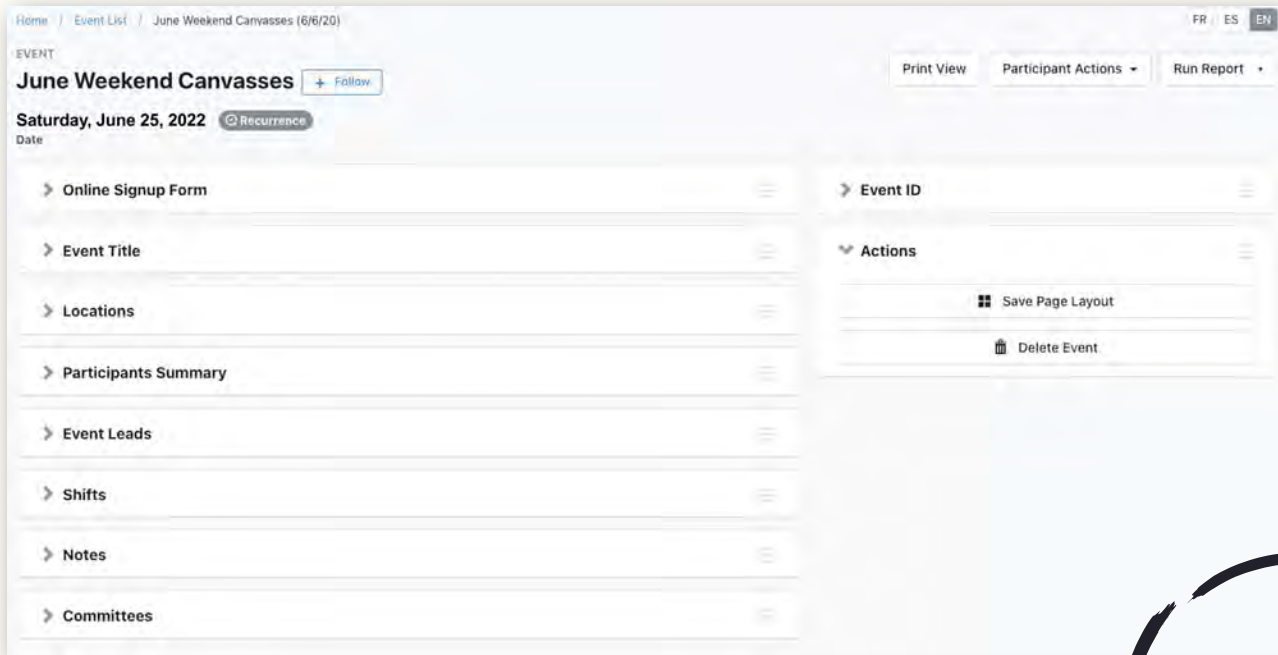 Home / Event List / June Weekend Canvasses (6/6/20)
FR ES EN
EVENT
June Weekend Canvasses + Follow
Print View Participant Actions Run Report
Saturday, June 25, 2022 Recurrence
Date
Online Signup Form
Event ID
Event Title
Actions
Locations
Save Page Layout
Delete Event
Participants Summary
Event Leads
Shifts
Notes
Committees